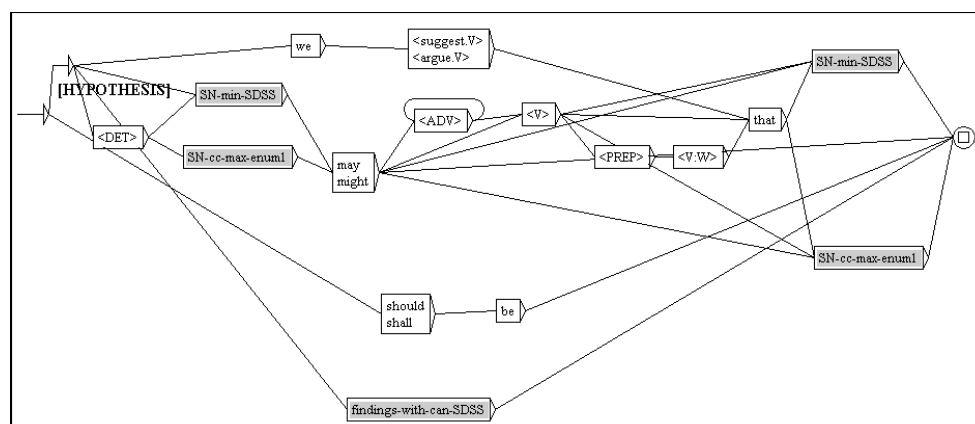 we
<suggest.V>
<argue.V>
[HYPOTHESIS]
SN-min-SDSS
<DET>
SN-cc-max-enum1
may
might
<ADV>
<V>
<PREP>
<V:W>
that
SN-min-SDSS
SN-cc-max-enum1
should
shall
be
findings-with-can-SDSS